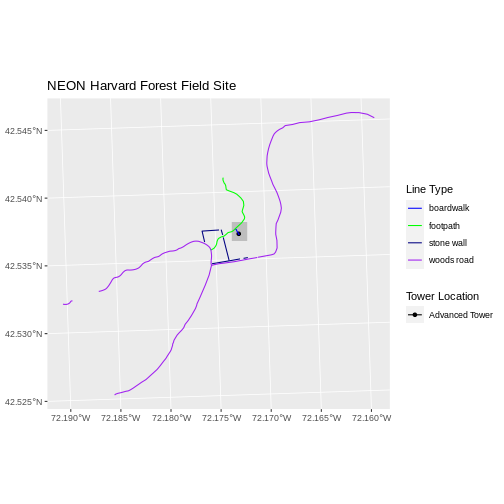 NEON Harvard Forest Field Site
42.545°N
42.540°N
42.535°N
42.530°N
42.525°N
72.190°W 72.185°W 72.180°W 72.175°W 72.170°W 72.165°W 72.160°W
Line Type
boardwalk
footpath
stone wall
woods road
Tower Location
Advanced Tower